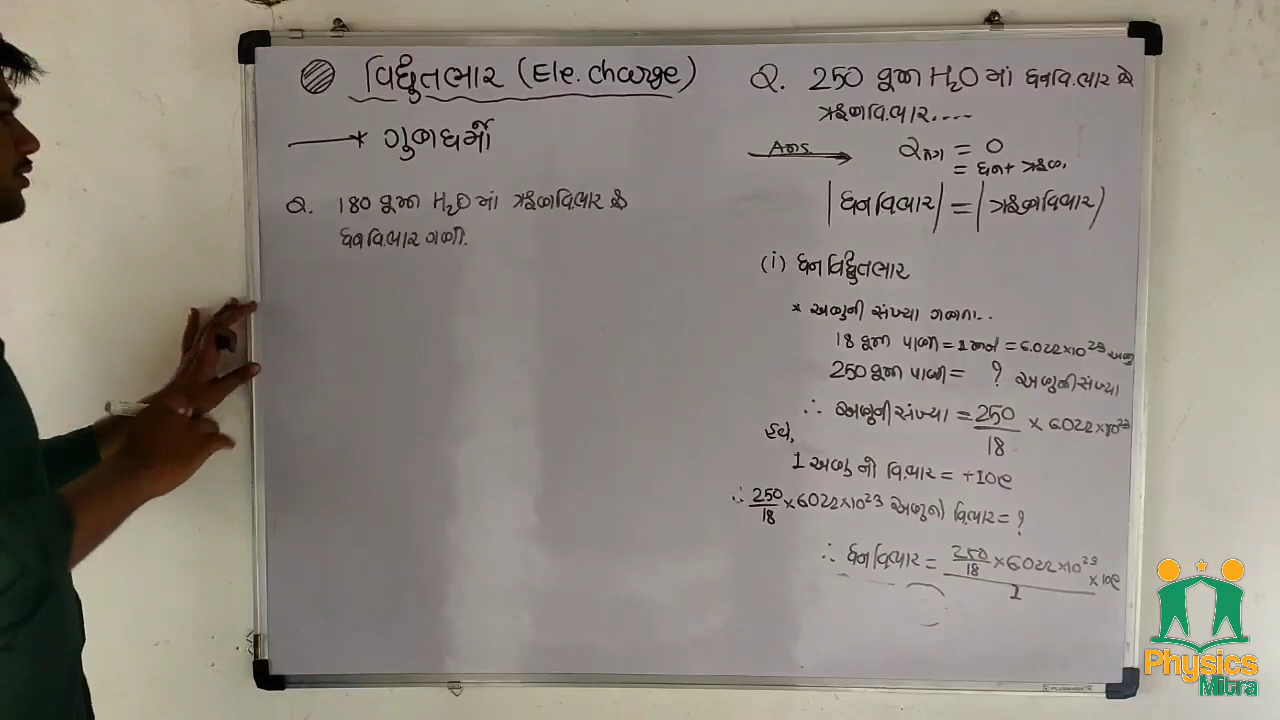 વિદ્યુતભાર (Ele. charge)
ગુણધર્મો
Q. 180 ગ્રામ H₂O માં ઋણવિ.ભાર કે
ધનવિ.ભાર ગણો.
Q. 250 ગ્રામ H₂O માં ધનવિ.ભાર કે
ઋણવિ.ભાર....
Ans.
= 0
= ધન + ઋણ.
|ધનવિભાર| = |ઋણવિભાર|
(i) ધન વિદ્યુતભાર
* અણુની સંખ્યા ગણતા..
18 ગ્રામ પાણી = 1 મોલ = 6.022×10²³ અણુ
250 ગ્રામ પાણી = ? અણુની સંખ્યા
∴ અણુની સંખ્યા = 250/18 × 6.022×10²³
હવે,
1 અણુ નો વિ.ભાર = +10e
∴ 250/18 × 6.022×10²³ અણુનો વિ.ભાર = ?
∴ ધન વિ.ભાર = 250/18 × 6.022×10²³ × 10e / 1
Physics
Mitra